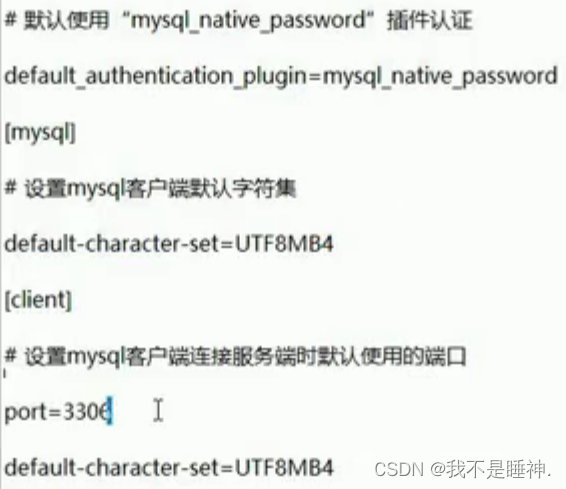 # 默认使用“mysql_native_password”插件认证
default_authentication_plugin=mysql_native_password
[mysql]
# 设置mysql客户端默认字符集
default-character-set=UTF8MB4
[client]
# 设置mysql客户端连接服务端时默认使用的端口
port=3306
default-character-set=UTF8MB4
CSDN @我不是睡神.